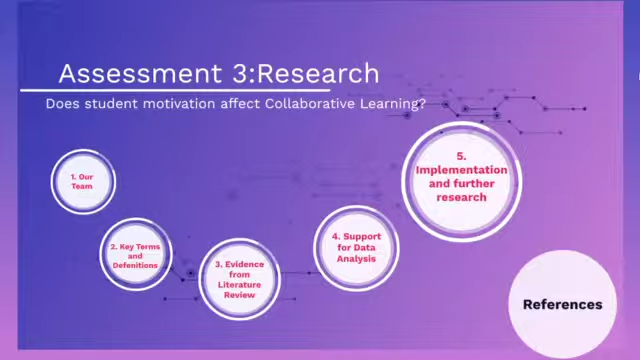 Assessment 3:Research
Does student motivation affect Collaborative Learning?
1. Our
Team
2. Key Terms
and
Defenitions
3. Evidence
from
Literature
Review
4. Support
for Data
Analysis
5.
Implementation
and further
research
References